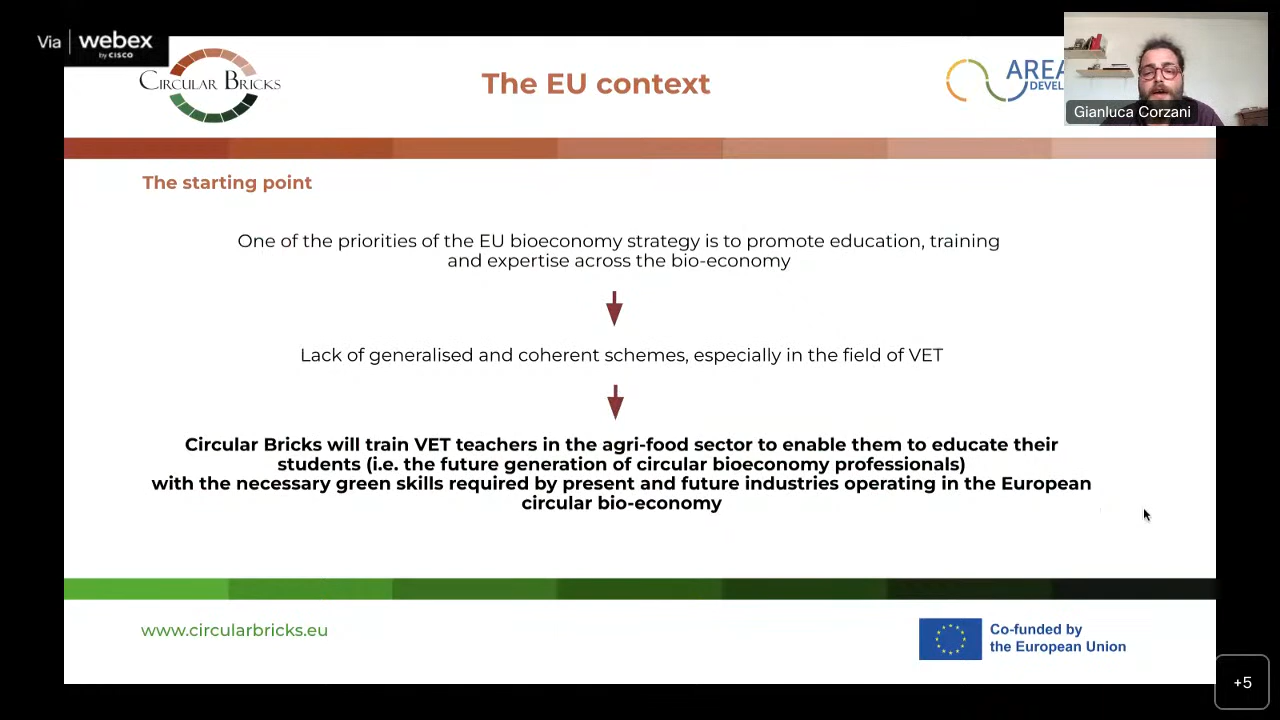 Via webex
by CISCO
CIRCULAR BRICKS
The EU context
AREA
DEVEL
Gianluca Corzani
The starting point
One of the priorities of the EU bioeconomy strategy is to promote education, training
and expertise across the bio-economy
Lack of generalised and coherent schemes, especially in the field of VET
Circular Bricks will train VET teachers in the agri-food sector to enable them to educate their
students (i.e. the future generation of circular bioeconomy professionals)
with the necessary green skills required by present and future industries operating in the European
circular bio-economy
www.circularbricks.eu
Co-funded by
the European Union
+5